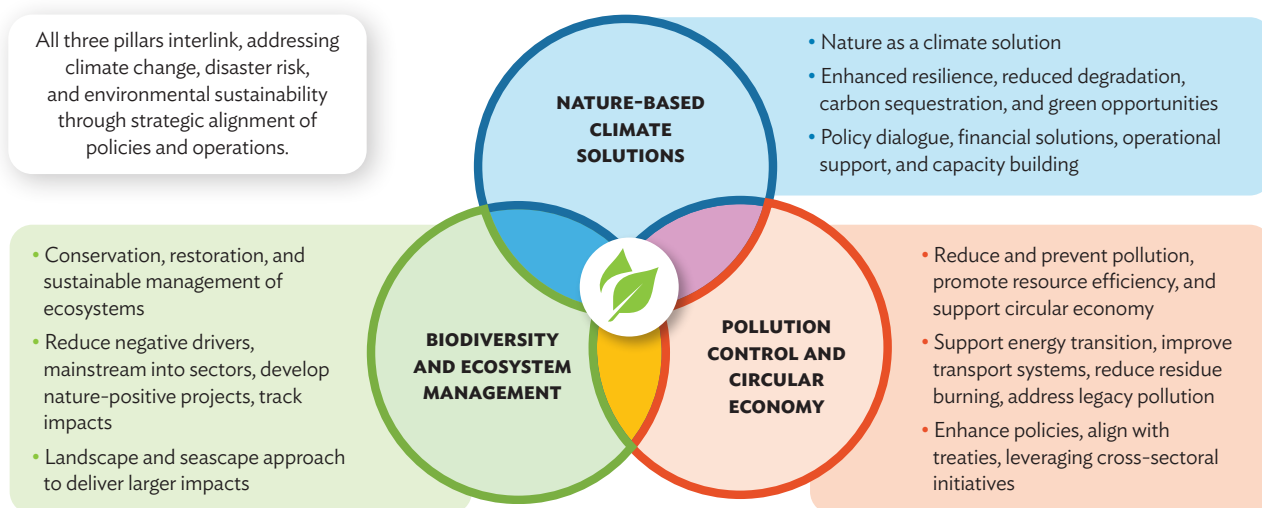 All three pillars interlink, addressing
climate change, disaster risk,
and environmental sustainability
through strategic alignment of
policies and operations.
NATURE-BASED
CLIMATE
SOLUTIONS
• Nature as a climate solution
• Enhanced resilience, reduced degradation,
carbon sequestration, and green opportunities
• Policy dialogue, financial solutions, operational
support, and capacity building
• Conservation, restoration, and
sustainable management of
ecosystems
• Reduce negative drivers,
mainstream into sectors, develop
nature-positive projects, track
impacts
• Landscape and seascape approach
to deliver larger impacts
BIODIVERSITY
AND ECOSYSTEM
MANAGEMENT
POLLUTION
CONTROL AND
CIRCULAR
ECONOMY
• Reduce and prevent pollution,
promote resource efficiency, and
support circular economy
• Support energy transition, improve
transport systems, reduce residue
burning, address legacy pollution
• Enhance policies, align with
treaties, leveraging cross-sectoral
initiatives